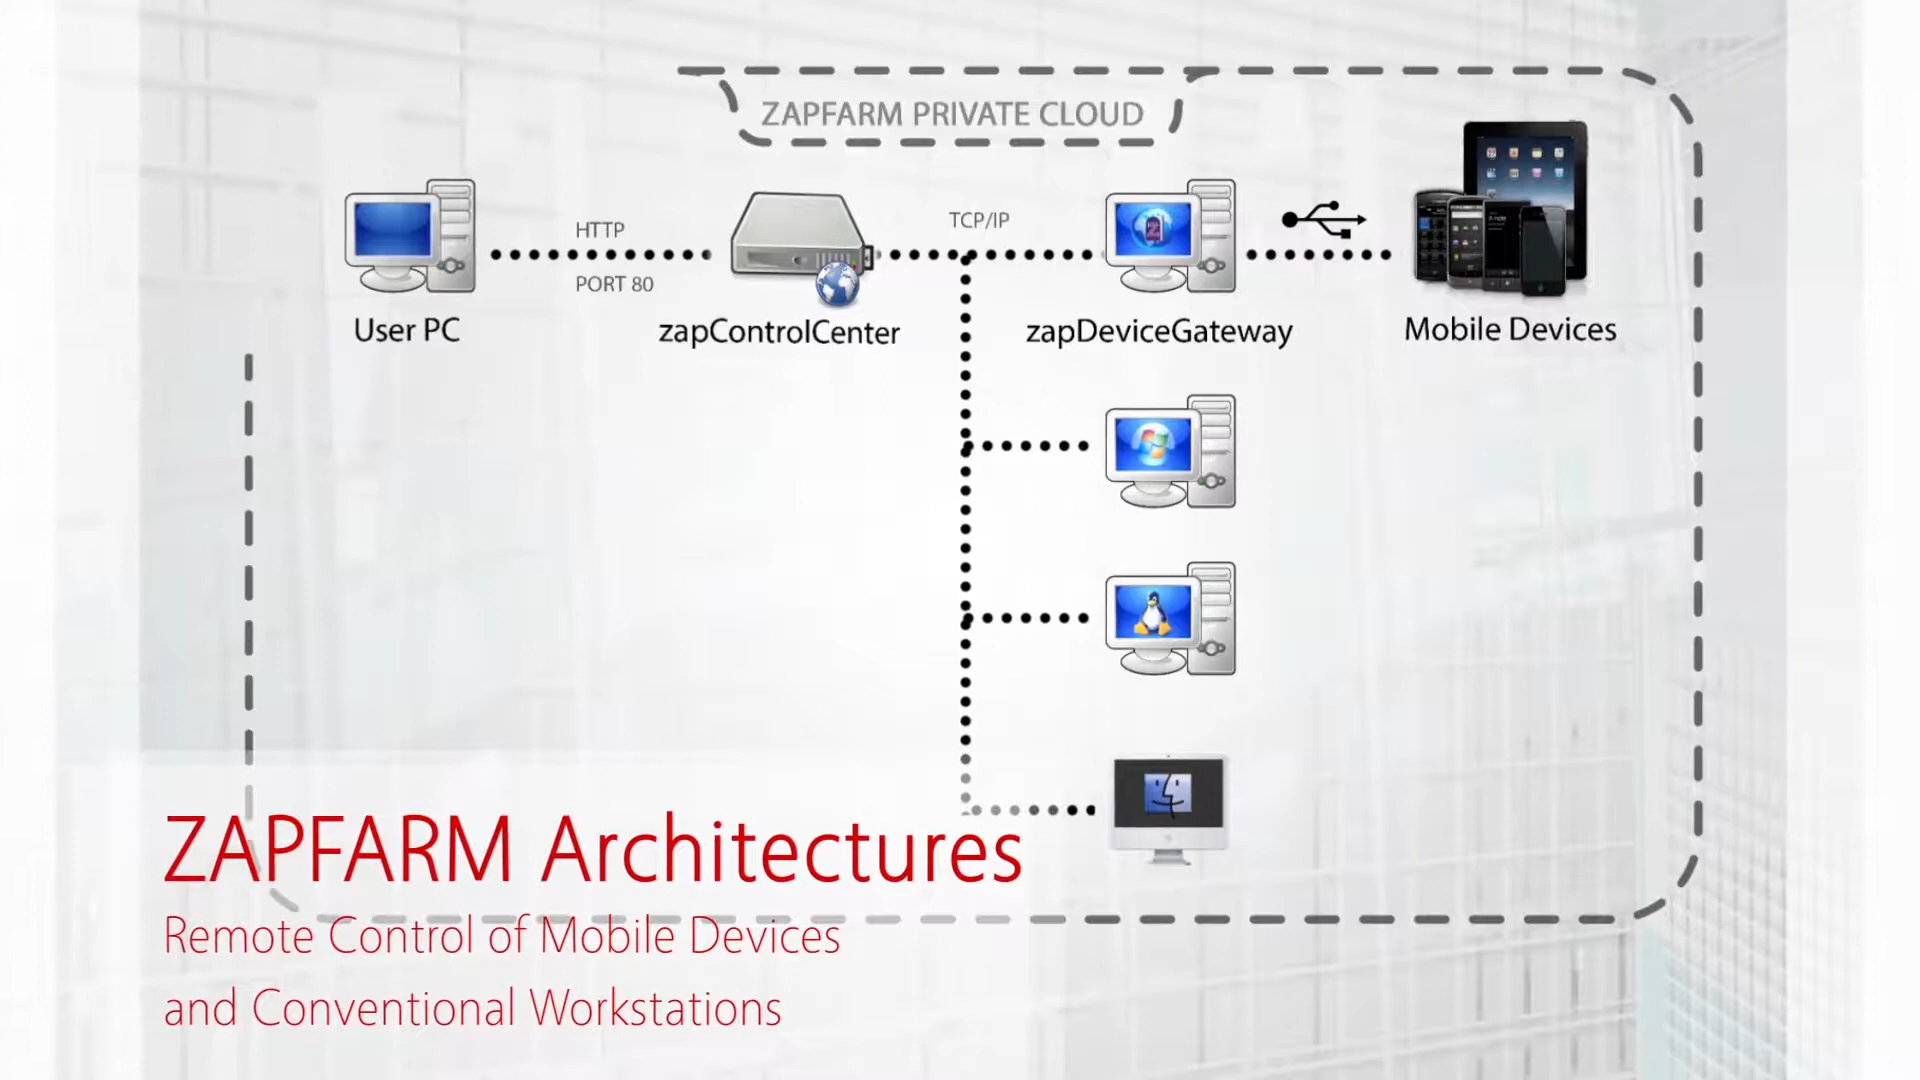 ZAPFARM PRIVATE CLOUD
HTTP
PORT 80
TCP/IP
User PC
zapControlCenter
zapDeviceGateway
Mobile Devices
ZAPFARM Architectures
Remote Control of Mobile Devices
and Conventional Workstations